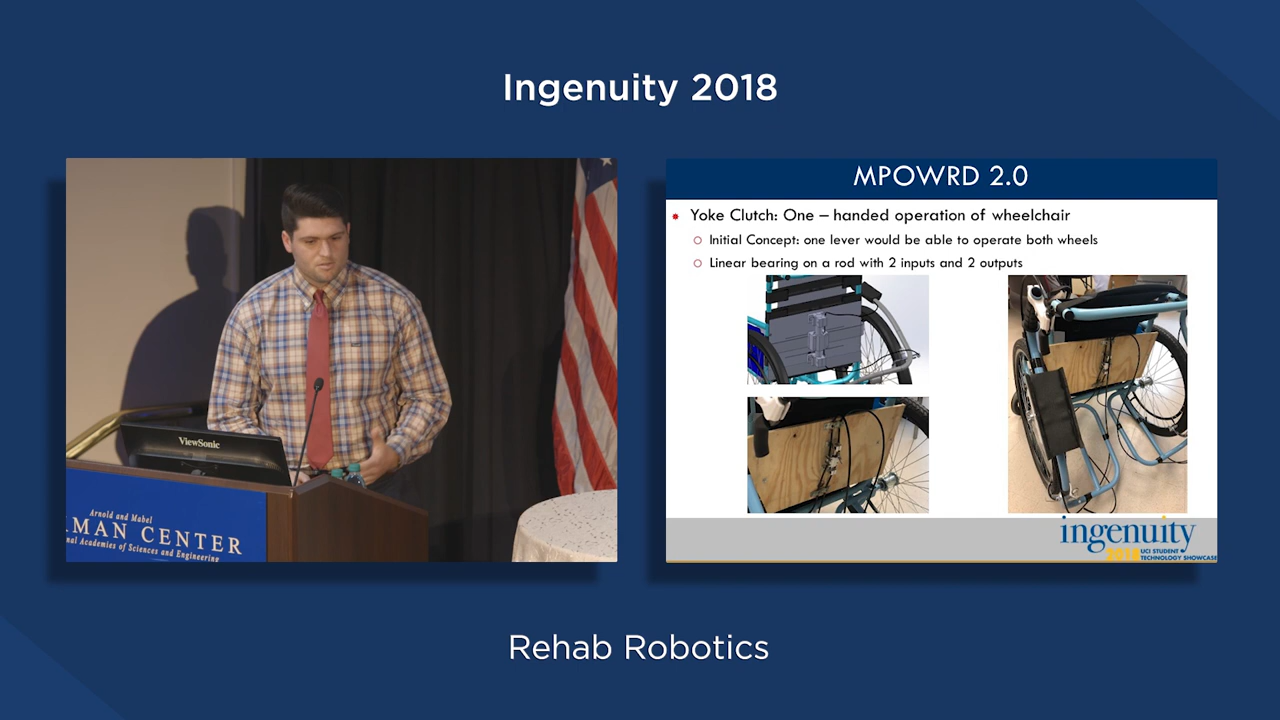 Ingenuity 2018
ViewSonic
Arnold and Mabel
MAN CENTER
nal Academies of Sciences and Engineering
MPOWRD 2.0
Yoke Clutch: One – handed operation of wheelchair
Initial Concept: one lever would be able to operate both wheels
Linear bearing on a rod with 2 inputs and 2 outputs
ingenuity
2018 UCI STUDENT
TECHNOLOGY SHOWCASE
Rehab Robotics